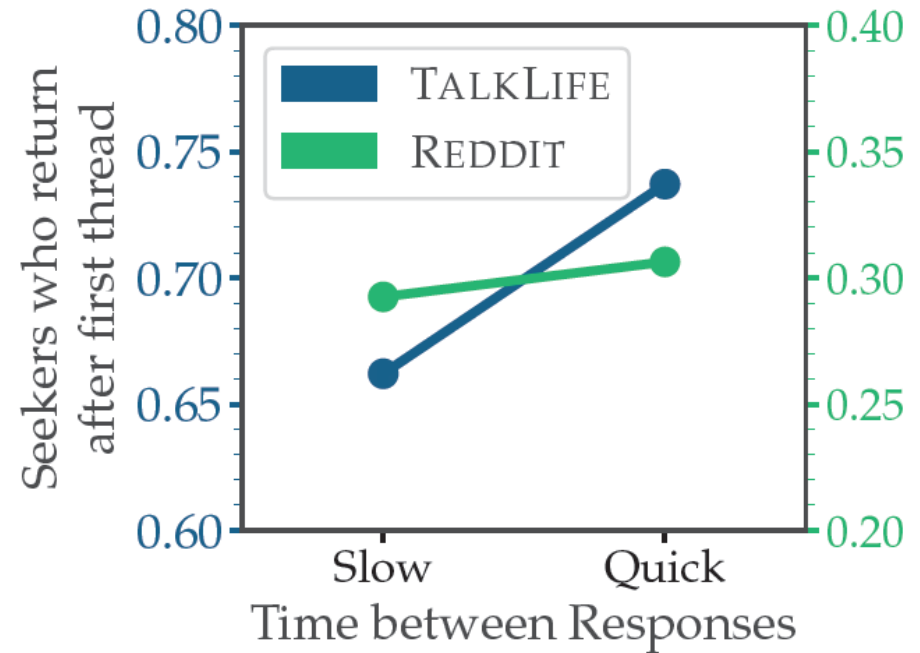 0.80
0.75
0.70
0.65
0.60
Seekers who return
after first thread
TALKLIFE
REDDIT
0.40
0.35
0.30
0.25
0.20
Slow
Quick
Time between Responses